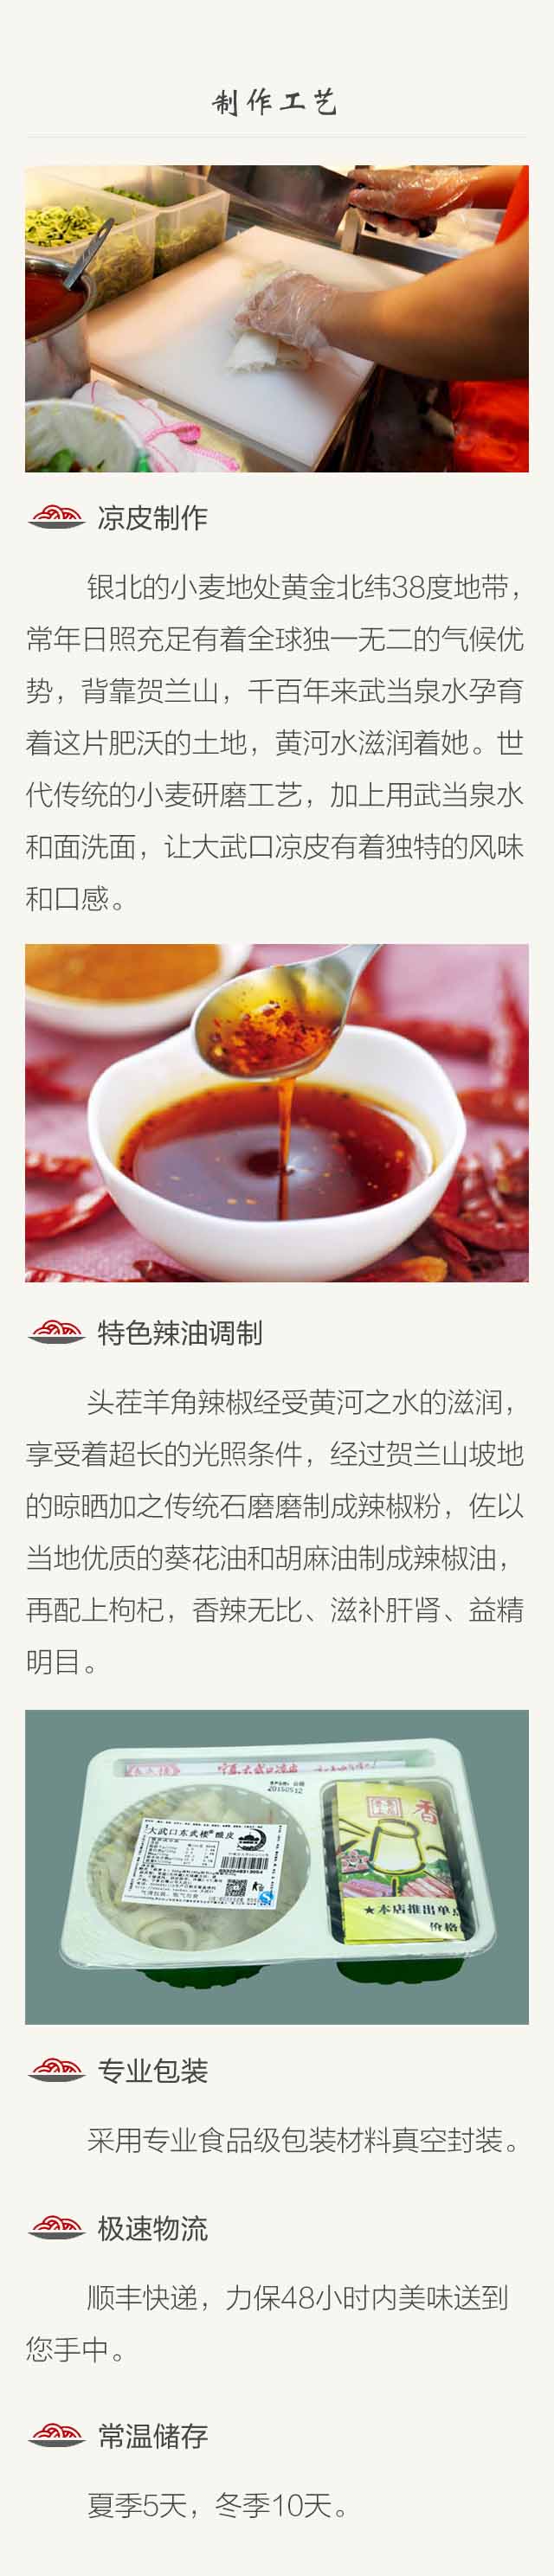 制作工艺
凉皮制作
银北的小麦地处黄金北纬38度地带，
常年日照充足有着全球独一无二的气候优
势，背靠贺兰山，千百年来武当泉水孕育
着这片肥沃的土地，黄河水滋润着她。世
代传统的小麦研磨工艺，加上用武当泉水
和面洗面，让大武口凉皮有着独特的风味
和口感。
特色辣油调制
头茬羊角辣椒经受黄河之水的滋润，
享受着超长的光照条件，经过贺兰山坡地
的晾晒加之传统石磨磨制成辣椒粉，佐以
当地优质的葵花油和胡麻油制成辣椒油，
再配上枸杞，香辣无比、滋补肝肾、益精
明目。
20150512
大武口东武楼®酿皮
香
★本店推出单
价格
专业包装
采用专业食品级包装材料真空封装。
极速物流
顺丰快递，力保48小时内美味送到
您手中。
常温储存
夏季5天，冬季10天。